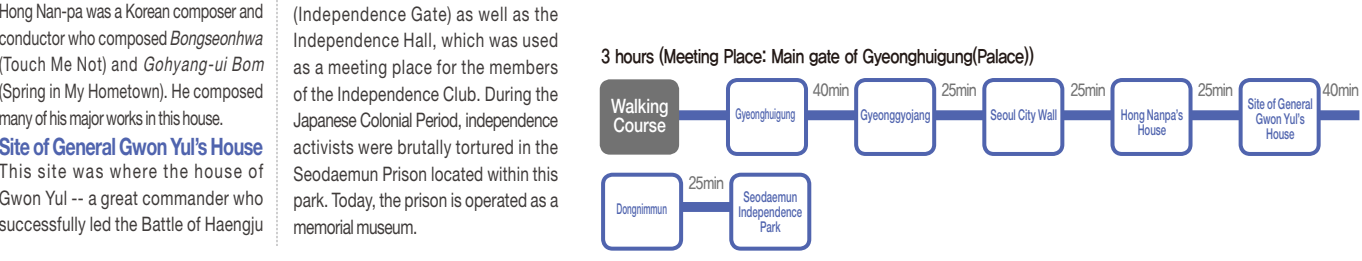 Hong Nan-pa was a Korean composer and
conductor who composed Bongseonhwa
(Touch Me Not) and Gohyang-ui Bom
(Spring in My Hometown). He composed
many of his major works in this house.
Site of General Gwon Yul's House
This site was where the house of
Gwon Yul -- a great commander who
successfully led the Battle of Haengju
(Independence Gate) as well as the
Independence Hall, which was used
as a meeting place for the members
of the Independence Club. During the
Japanese Colonial Period, independence
activists were brutally tortured in the
Seodaemun Prison located within this
park. Today, the prison is operated as a
memorial museum.
3 hours (Meeting Place: Main gate of Gyeonghuigung(Palace))
Walking
Course
Gyeonghuigung
40min
Gyeonggyojang
25min
Seoul City Wall
25min
Hong Nanpa's
House
25min
Site of General
Gwon Yul's
House
40min
Dongnimmun
25min
Seodaemun
Independence
Park